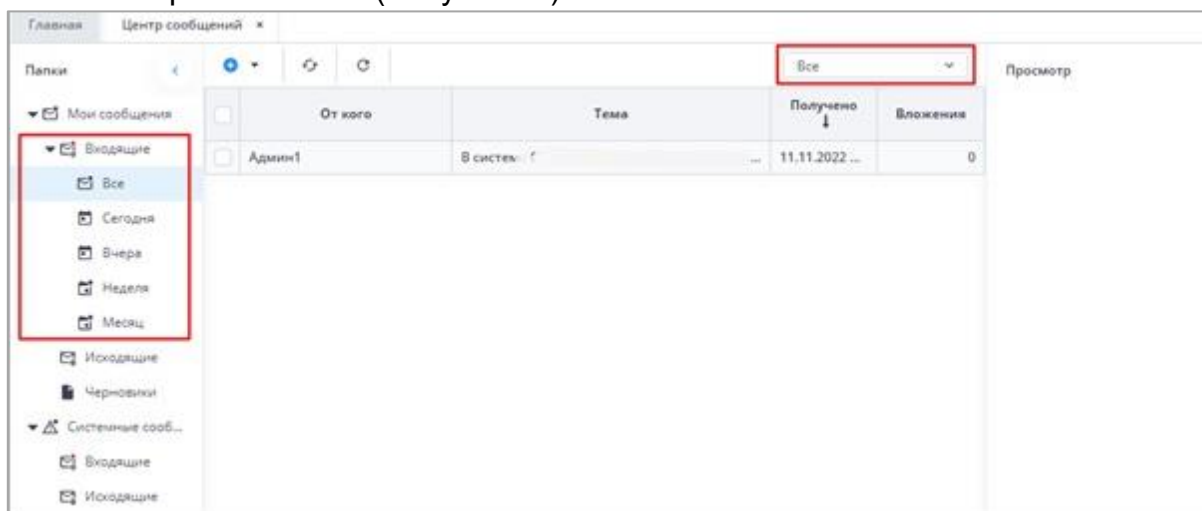 Главная Центр сообщений ×
Папки
Все
Просмотр
От кого Тема Получено ↓ Вложения
Админ1 В систем ... 11.11.2022 ... 0
Мои сообщения
Входящие
Все
Сегодня
Вчера
Неделя
Месяц
Исходящие
Черновики
Системные сооб...
Входящие
Исходящие